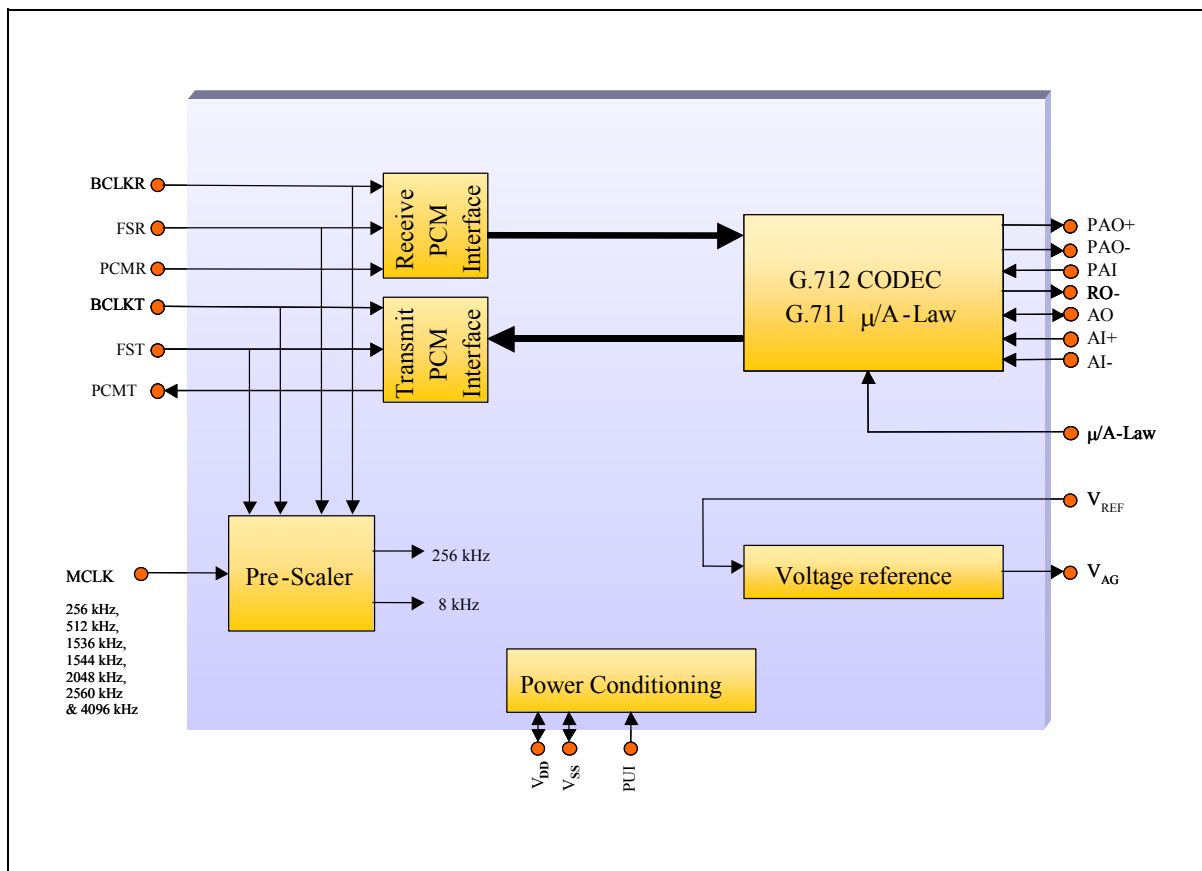 BCLKR
FSR
PCMR
BCLKT
FST
PCMT
Receive
PCM
Interface
Transmit
PCM
Interface
G.712 CODEC
G.711 μ/A-Law
PAO+
PAO-
PAI
RO-
AO
AI+
AI-
μ/A-Law
VREF
Voltage reference
VAG
MCLK
256 kHz,
512 kHz,
1536 kHz,
1544 kHz,
2048 kHz,
2560 kHz
& 4096 kHz
Pre-Scaler
256 kHz
8 kHz
Power Conditioning
VDD
VSS
PUI